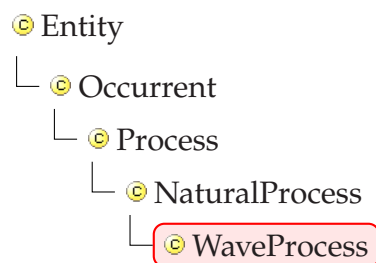 © Entity
© Occurrent
© Process
© NaturalProcess
© WaveProcess